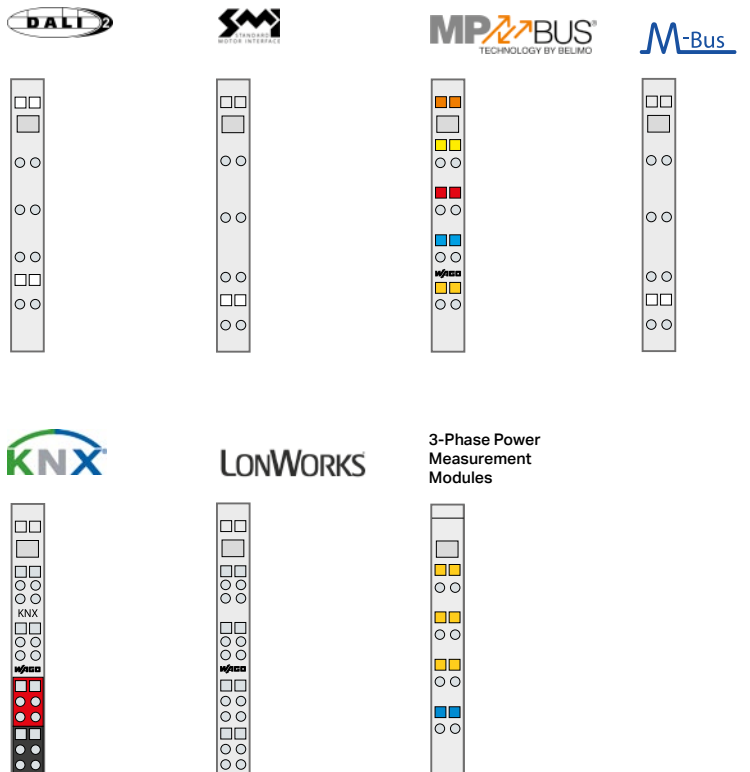 DALI 2
SMI
STANDARD
MOTOR INTERFACE
MP BUS®
TECHNOLOGY BY BELIMO
M-Bus
WAGO
KNX®
LONWORKS
3-Phase Power
Measurement
Modules
KNX
WAGO
WAGO